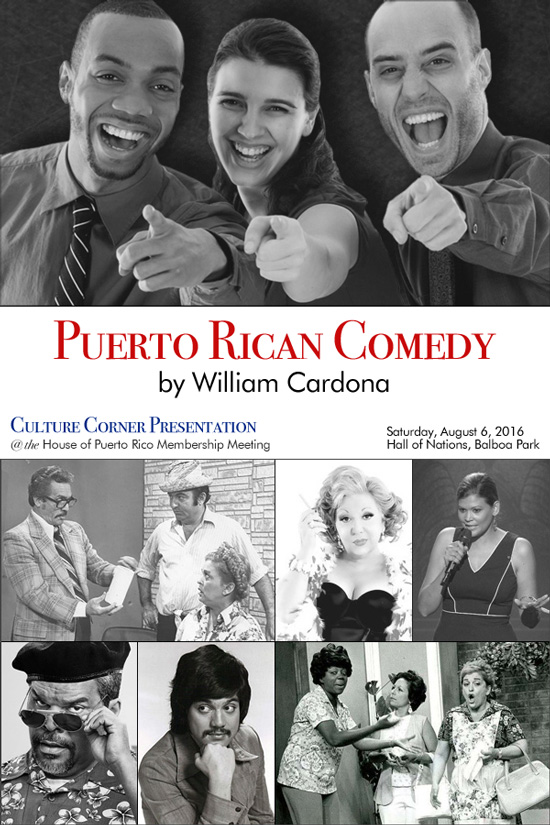 Puerto Rican Comedy
by William Cardona
Culture Corner Presentation
@ the House of Puerto Rico Membership Meeting
Saturday, August 6, 2016
Hall of Nations, Balboa Park